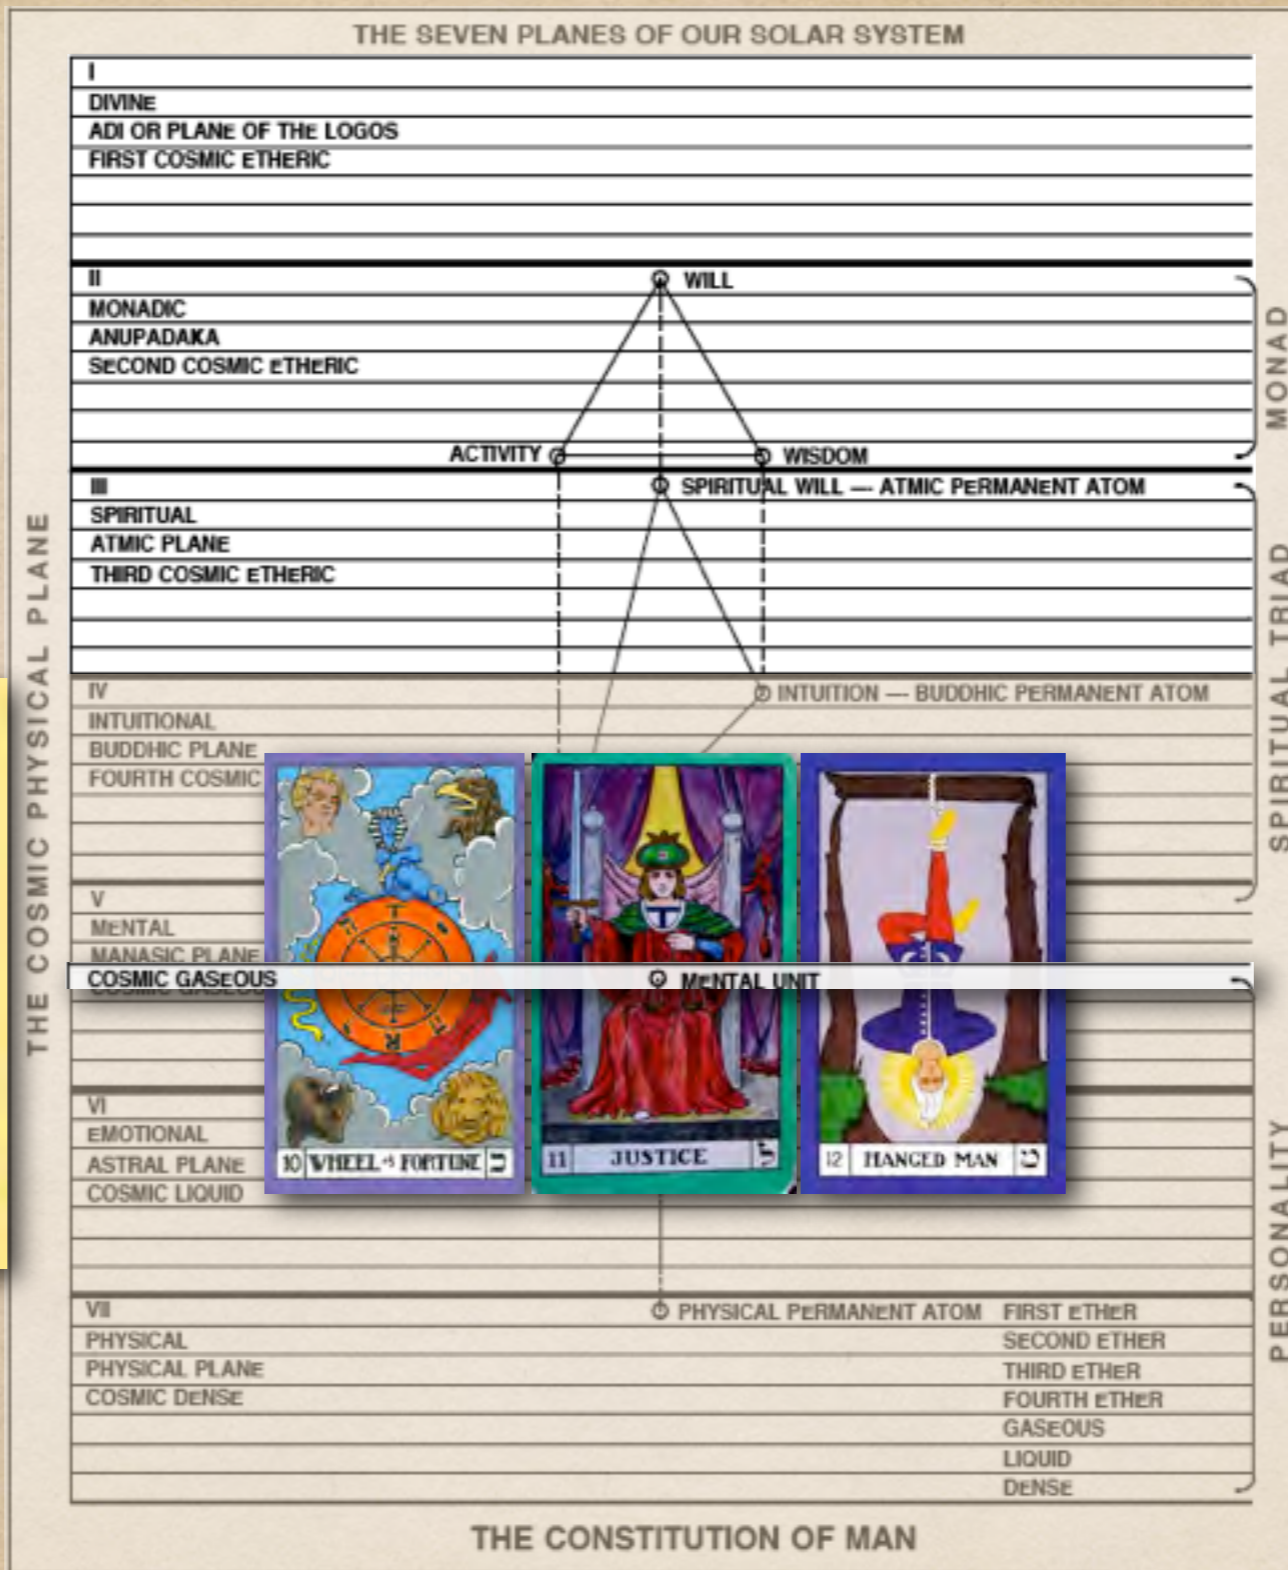 THE SEVEN PLANES OF OUR SOLAR SYSTEM
I
DIVINE
ADI OR PLANE OF THE LOGOS
FIRST COSMIC ETHERIC
II
WILL
MONADIC
ANUPADAKA
SECOND COSMIC ETHERIC
ACTIVITY
WISDOM
MONAD
III
SPIRITUAL WILL — ATMIC PERMANENT ATOM
SPIRITUAL
ATMIC PLANE
THIRD COSMIC ETHERIC
THE COSMIC PHYSICAL PLANE
SPIRITUAL TRIAD
IV
INTUITION — BUDDHIC PERMANENT ATOM
INTUITIONAL
BUDDHIC PLANE
FOURTH COSMIC
V
MENTAL
MANASIC PLANE
COSMIC GASEOUS
MENTAL UNIT
COSMIC GASEOUS
VI
EMOTIONAL
ASTRAL PLANE
COSMIC LIQUID
10 WHEEL of FORTUNE כ
11 JUSTICE ל
12 HANGED MAN מ
PERSONALITY
VII
PHYSICAL PERMANENT ATOM FIRST ETHER
PHYSICAL SECOND ETHER
PHYSICAL PLANE THIRD ETHER
COSMIC DENSE FOURTH ETHER
GASEOUS
LIQUID
DENSE
THE CONSTITUTION OF MAN